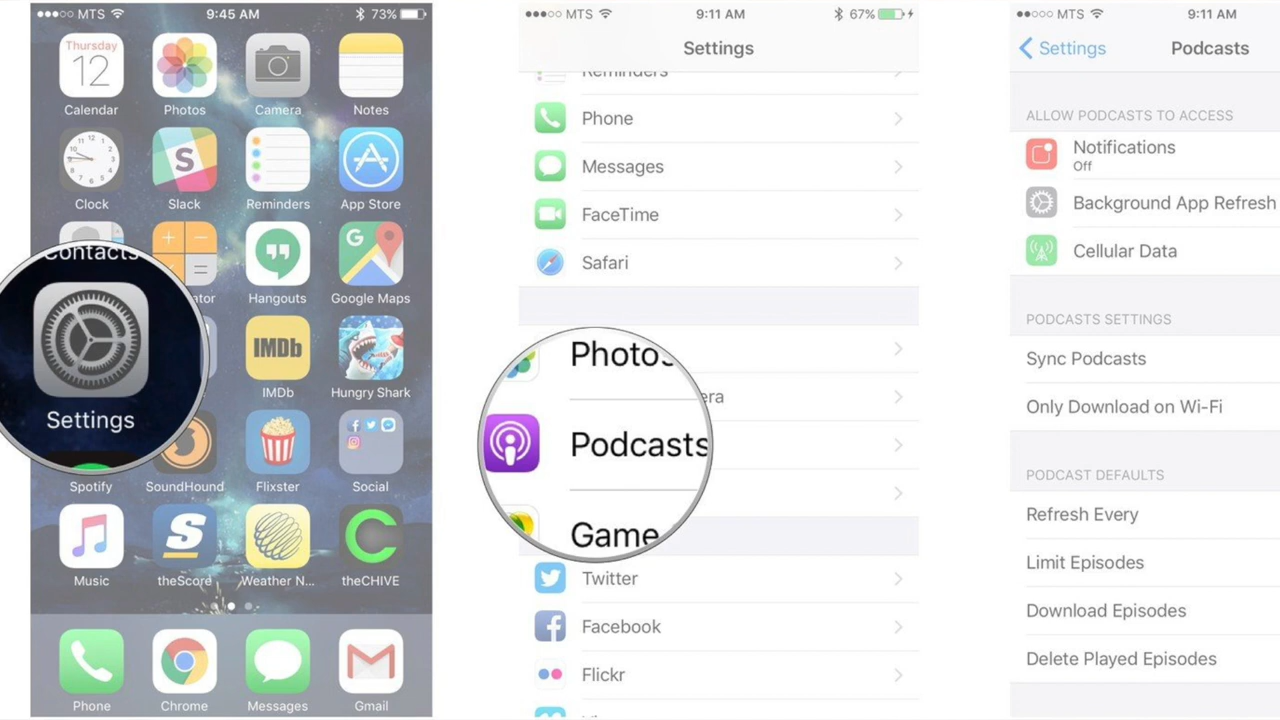 MTS 9:45 AM 73%
Thursday
12
Calendar Photos Camera Notes
Clock Slack Reminders App Store
Contacts
Hangouts Google Maps
IMDb
Settings
IMDb Hungry Shark
Spotify SoundHound Flixster Social
Music theScore Weather N... theCHIVE
Phone Chrome Messages Gmail
MTS 9:11 AM 67%
Settings
Reminders
Phone
Messages
FaceTime
Safari
Photos
Podcasts
Game
Twitter
Facebook
Flickr
MTS 9:11 AM
Settings Podcasts
ALLOW PODCASTS TO ACCESS
Notifications
Off
Background App Refresh
Cellular Data
PODCASTS SETTINGS
Sync Podcasts
Only Download on Wi-Fi
PODCAST DEFAULTS
Refresh Every
Limit Episodes
Download Episodes
Delete Played Episodes